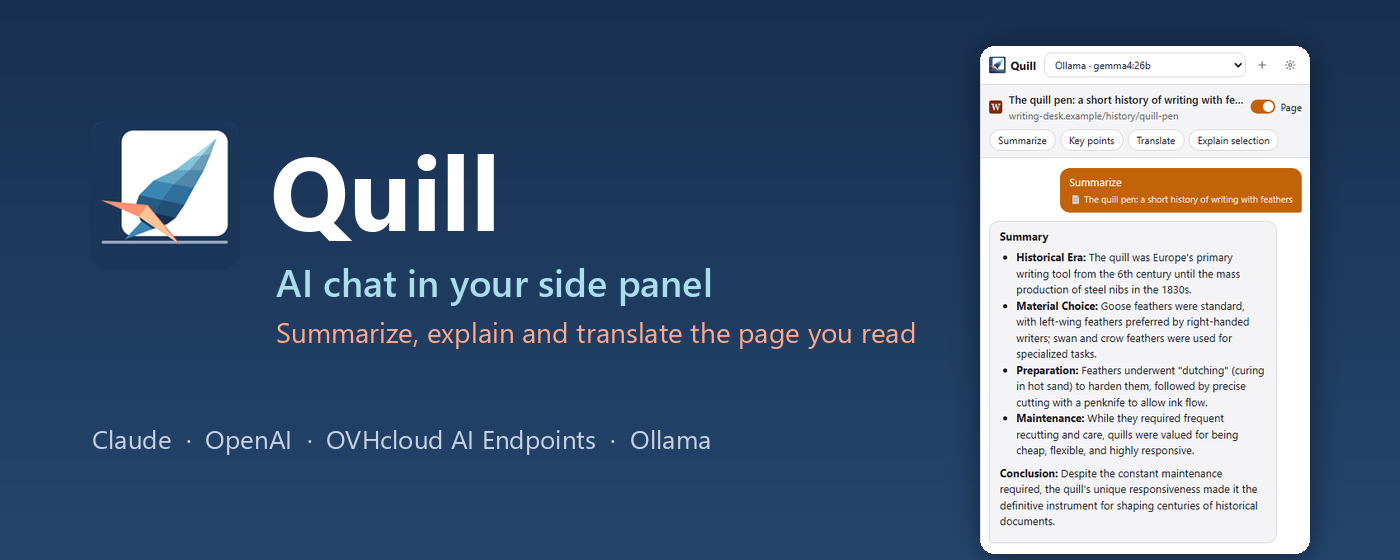 Quill
AI chat in your side panel
Summarize, explain and translate the page you read
Claude · OpenAI · OVHcloud AI Endpoints · Ollama
Quill
Ollama · gemma4:26b
W
The quill pen: a short history of writing with fe...
writing-desk.example/history/quill-pen
Page
Summarize
Key points
Translate
Explain selection
Summarize
The quill pen: a short history of writing with feathers
Summary
• Historical Era: The quill was Europe's primary
writing tool from the 6th century until the mass
production of steel nibs in the 1830s.
• Material Choice: Goose feathers were standard,
with left-wing feathers preferred by right-handed
writers; swan and crow feathers were used for
specialized tasks.
• Preparation: Feathers underwent "dutching" (curing
in hot sand) to harden them, followed by precise
cutting with a penknife to allow ink flow.
• Maintenance: While they required frequent
recutting and care, quills were valued for being
cheap, flexible, and highly responsive.
Conclusion: Despite the constant maintenance
required, the quill's unique responsiveness made it the
definitive instrument for shaping centuries of historical
documents.